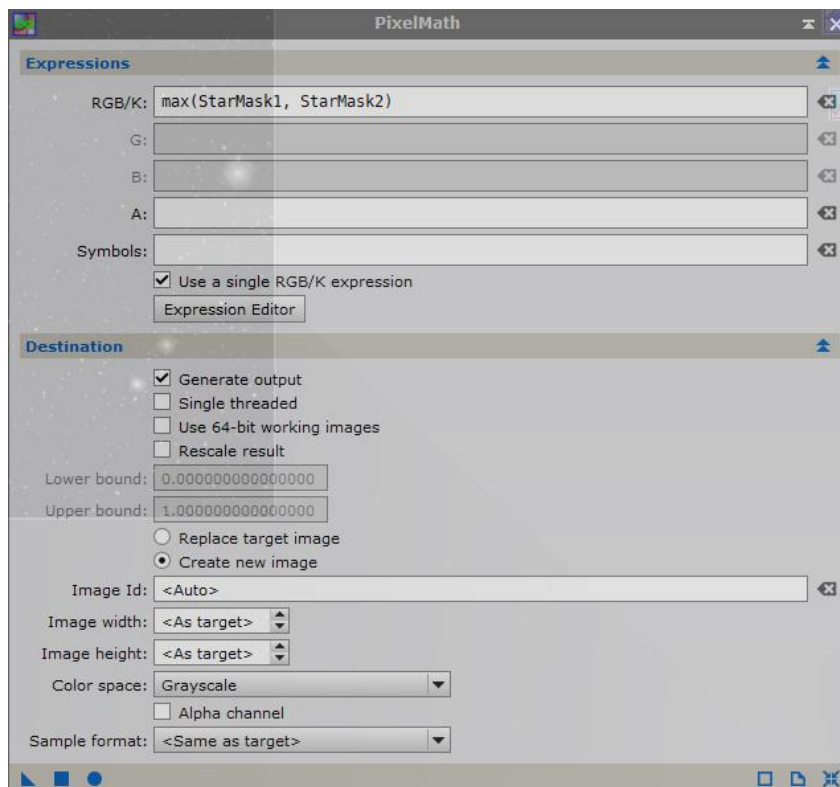 PixelMath
Expressions
RGB/K: max(StarMask1, StarMask2)
G:
B:
A:
Symbols:
Use a single RGB/K expression
Expression Editor
Destination
Generate output
Single threaded
Use 64-bit working images
Rescale result
Lower bound: 0.000000000000000
Upper bound: 1.000000000000000
Replace target image
Create new image
Image Id: <Auto>
Image width: <As target>
Image height: <As target>
Color space: Grayscale
Alpha channel
Sample format: <Same as target>